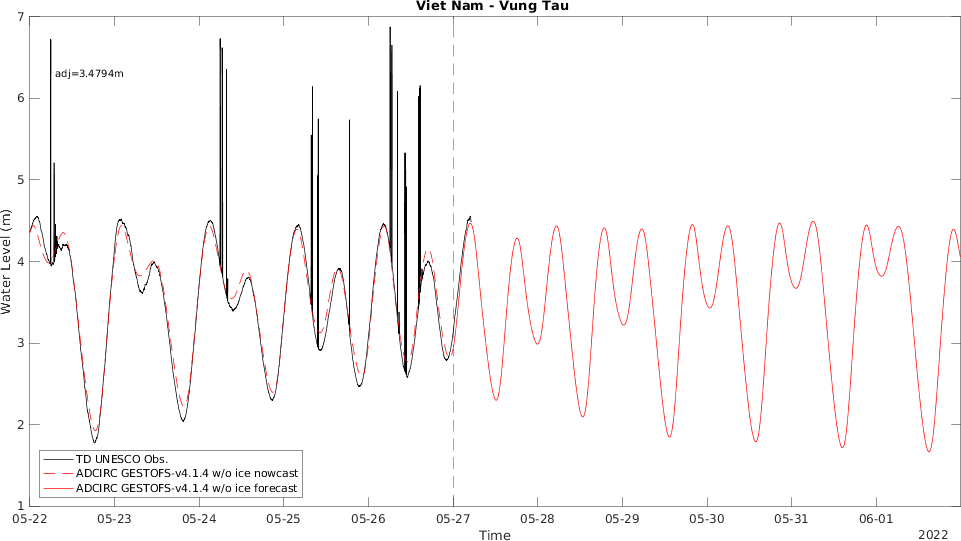 Viet Nam - Vung Tau
7
adj=3.4794m
6
5
4
3
2
1
Water Level (m)
TD UNESCO Obs.
ADCIRC GESTOFS-v4.1.4 w/o ice nowcast
ADCIRC GESTOFS-v4.1.4 w/o ice forecast
05-22 05-23 05-24 05-25 05-26 05-27 05-28 05-29 05-30 05-31 06-01
Time
2022